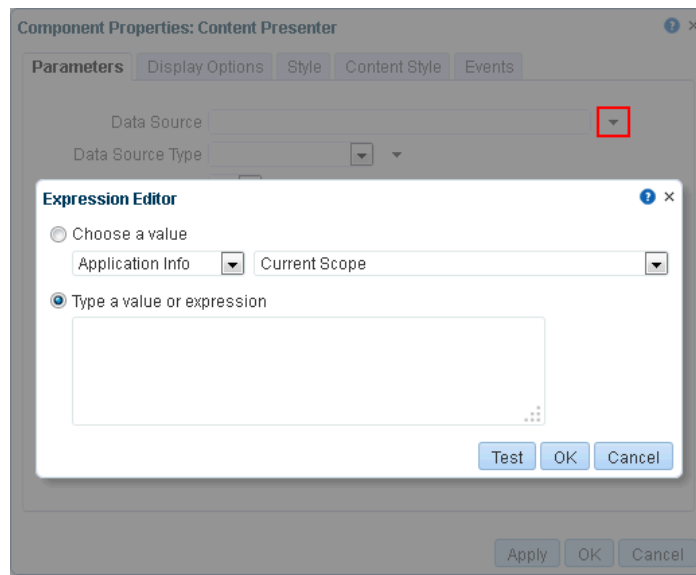 Component Properties: Content Presenter
Parameters Display Options Style Content Style Events
Data Source
Data Source Type
Expression Editor
Choose a value
Application Info Current Scope
Type a value or expression
Test OK Cancel
Apply OK Cancel